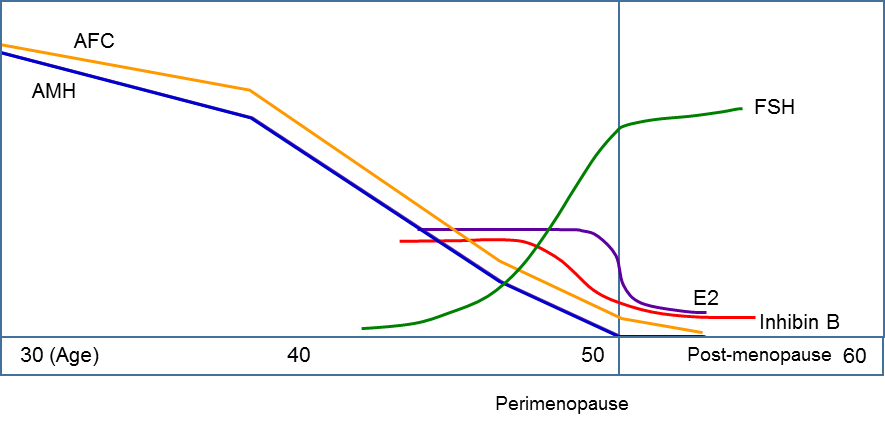 AFC
AMH
FSH
E2
Inhibin B
30 (Age) 40 50 Post-menopause 60
Perimenopause